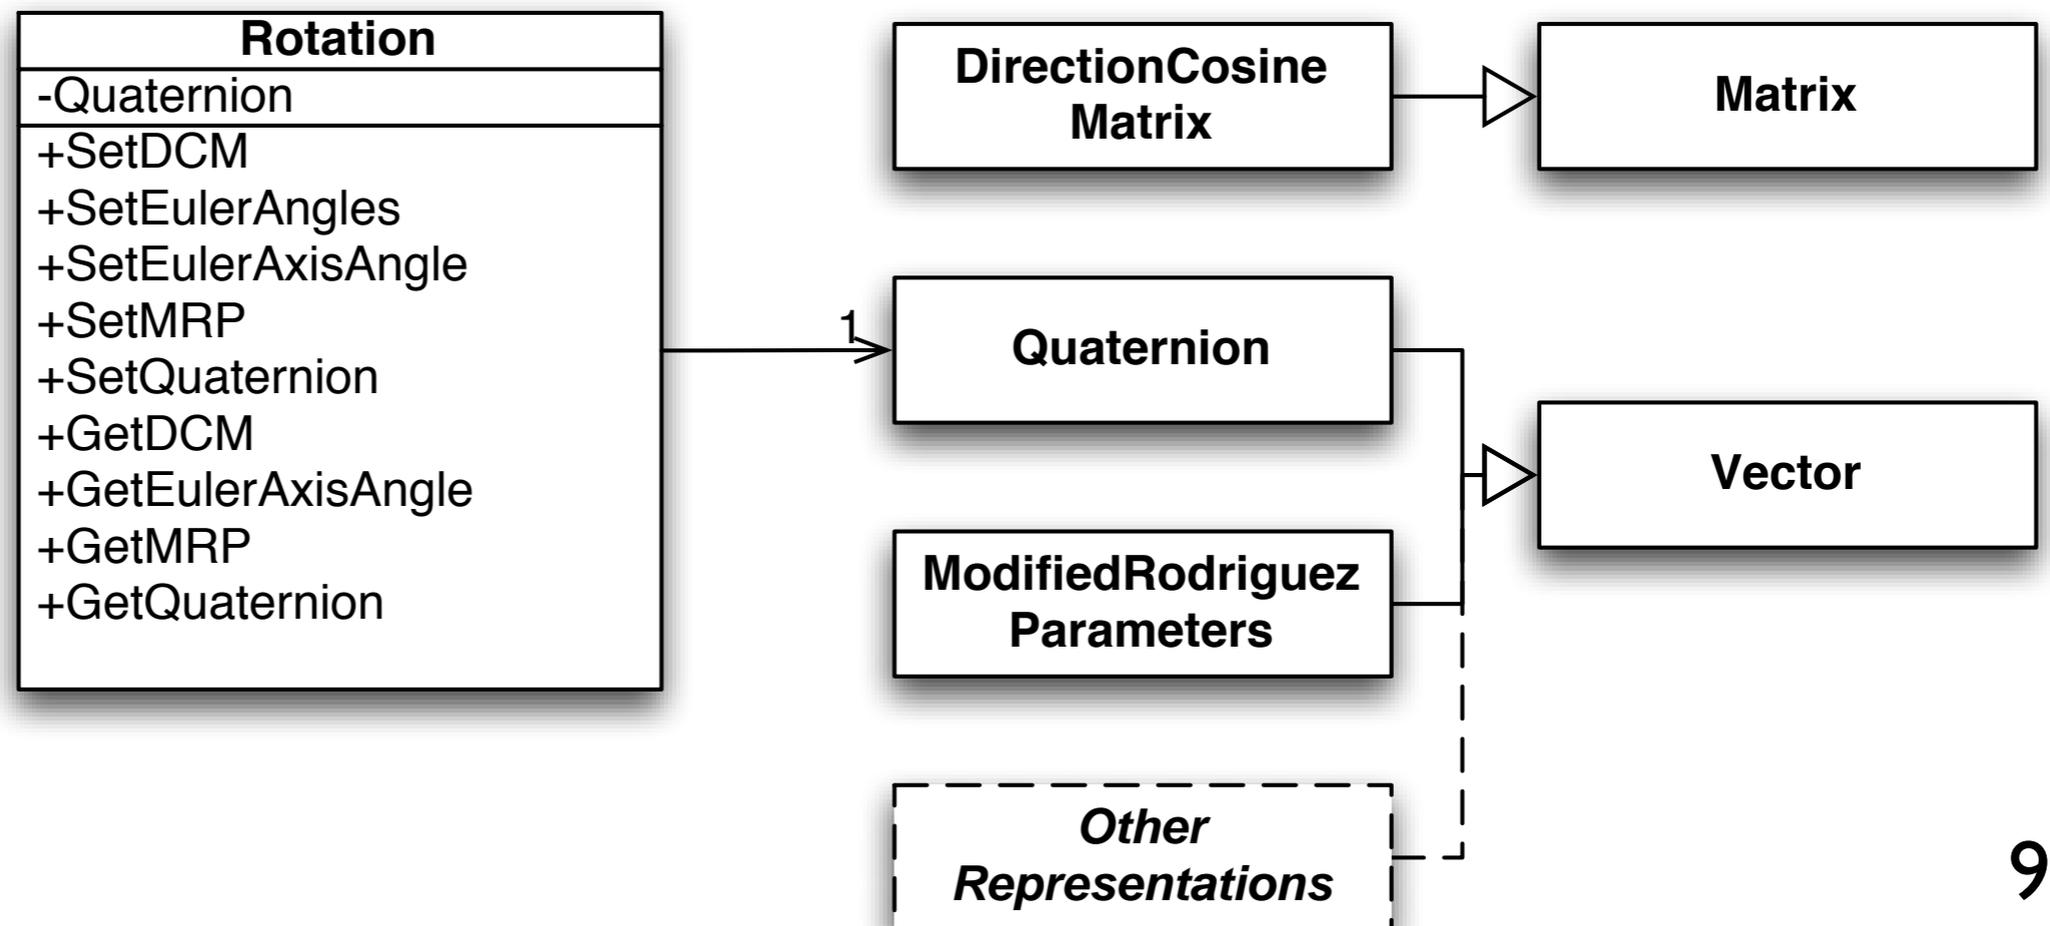 Rotation
-Quaternion
+SetDCM
+SetEulerAngles
+SetEulerAxisAngle
+SetMRP
+SetQuaternion
+GetDCM
+GetEulerAxisAngle
+GetMRP
+GetQuaternion
1
DirectionCosine
Matrix
Matrix
Quaternion
Vector
ModifiedRodriguez
Parameters
Other
Representations
9